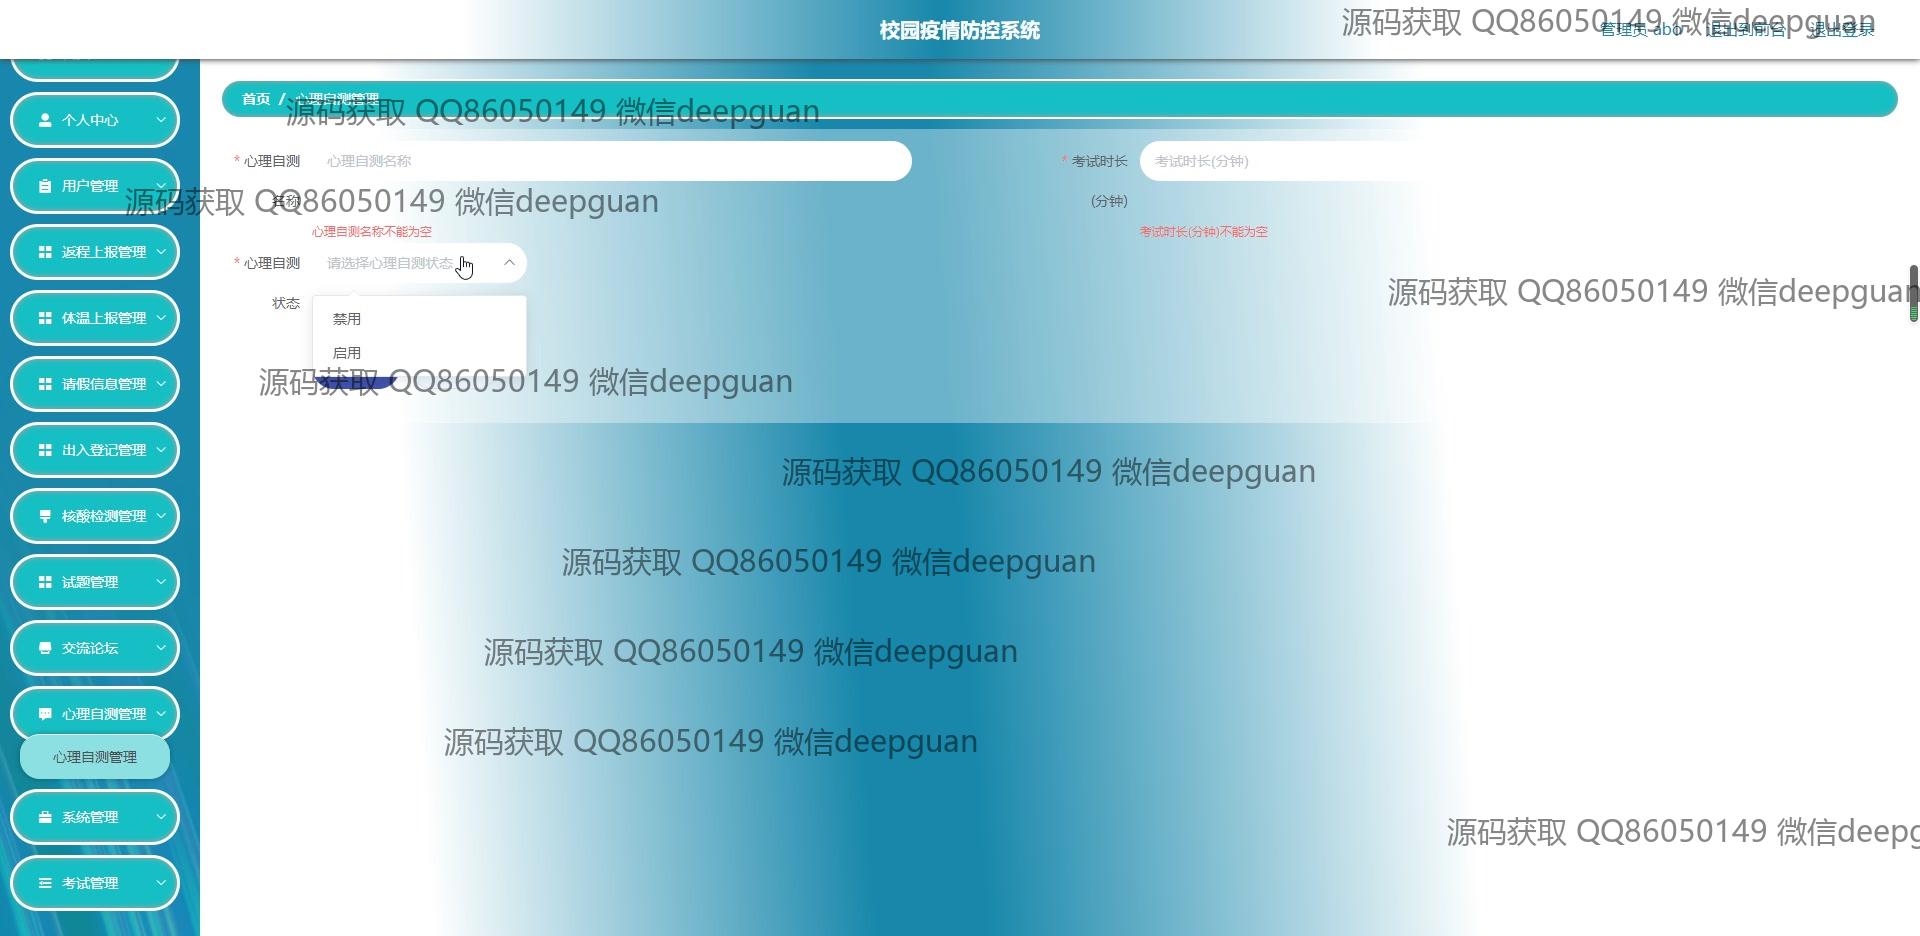 校园疫情防控系统
源码获取 QQ86050149 微信deepguan
管理员 abo 退出到前台 退出登录
首页 / 心理自测管理
源码获取 QQ86050149 微信deepguan
个人中心
用户管理
返程上报管理
体温上报管理
请假信息管理
出入登记管理
核酸检测管理
试题管理
交流论坛
心理自测管理
心理自测管理
系统管理
考试管理
* 心理自测名称
心理自测名称
心理自测名称不能为空
* 考试时长(分钟)
考试时长(分钟)
考试时长(分钟)不能为空
源码获取 QQ86050149 微信deepguan
* 心理自测状态
请选择心理自测状态
禁用
启用
源码获取 QQ86050149 微信deepguan
源码获取 QQ86050149 微信deepguan
源码获取 QQ86050149 微信deepguan
源码获取 QQ86050149 微信deepguan
源码获取 QQ86050149 微信deepguan
源码获取 QQ86050149 微信deepguan
源码获取 QQ86050149 微信deepg